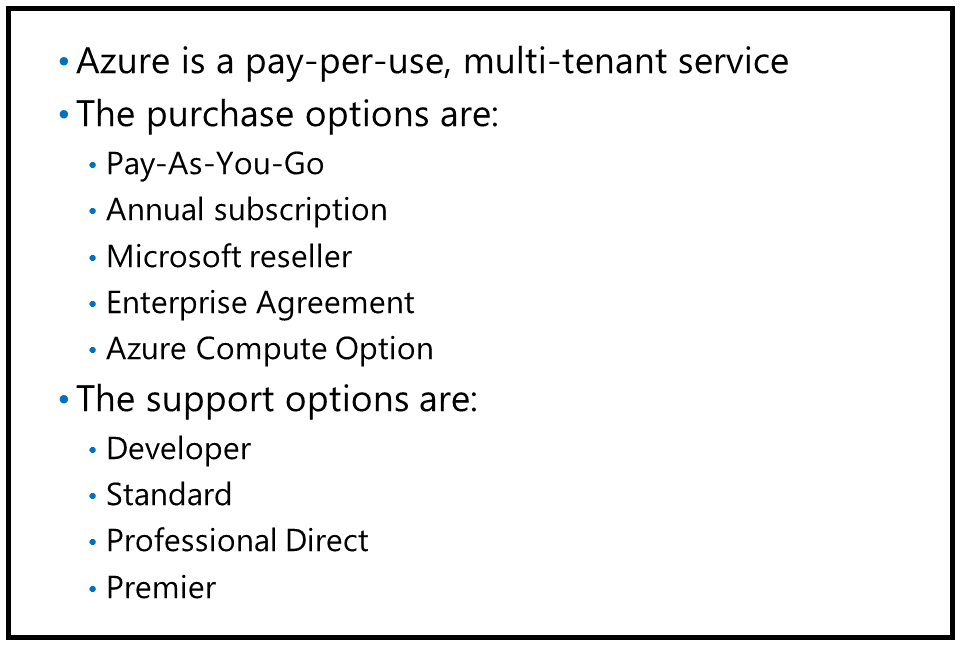 • Azure is a pay-per-use, multi-tenant service
• The purchase options are:
• Pay-As-You-Go
• Annual subscription
• Microsoft reseller
• Enterprise Agreement
• Azure Compute Option
• The support options are:
• Developer
• Standard
• Professional Direct
• Premier